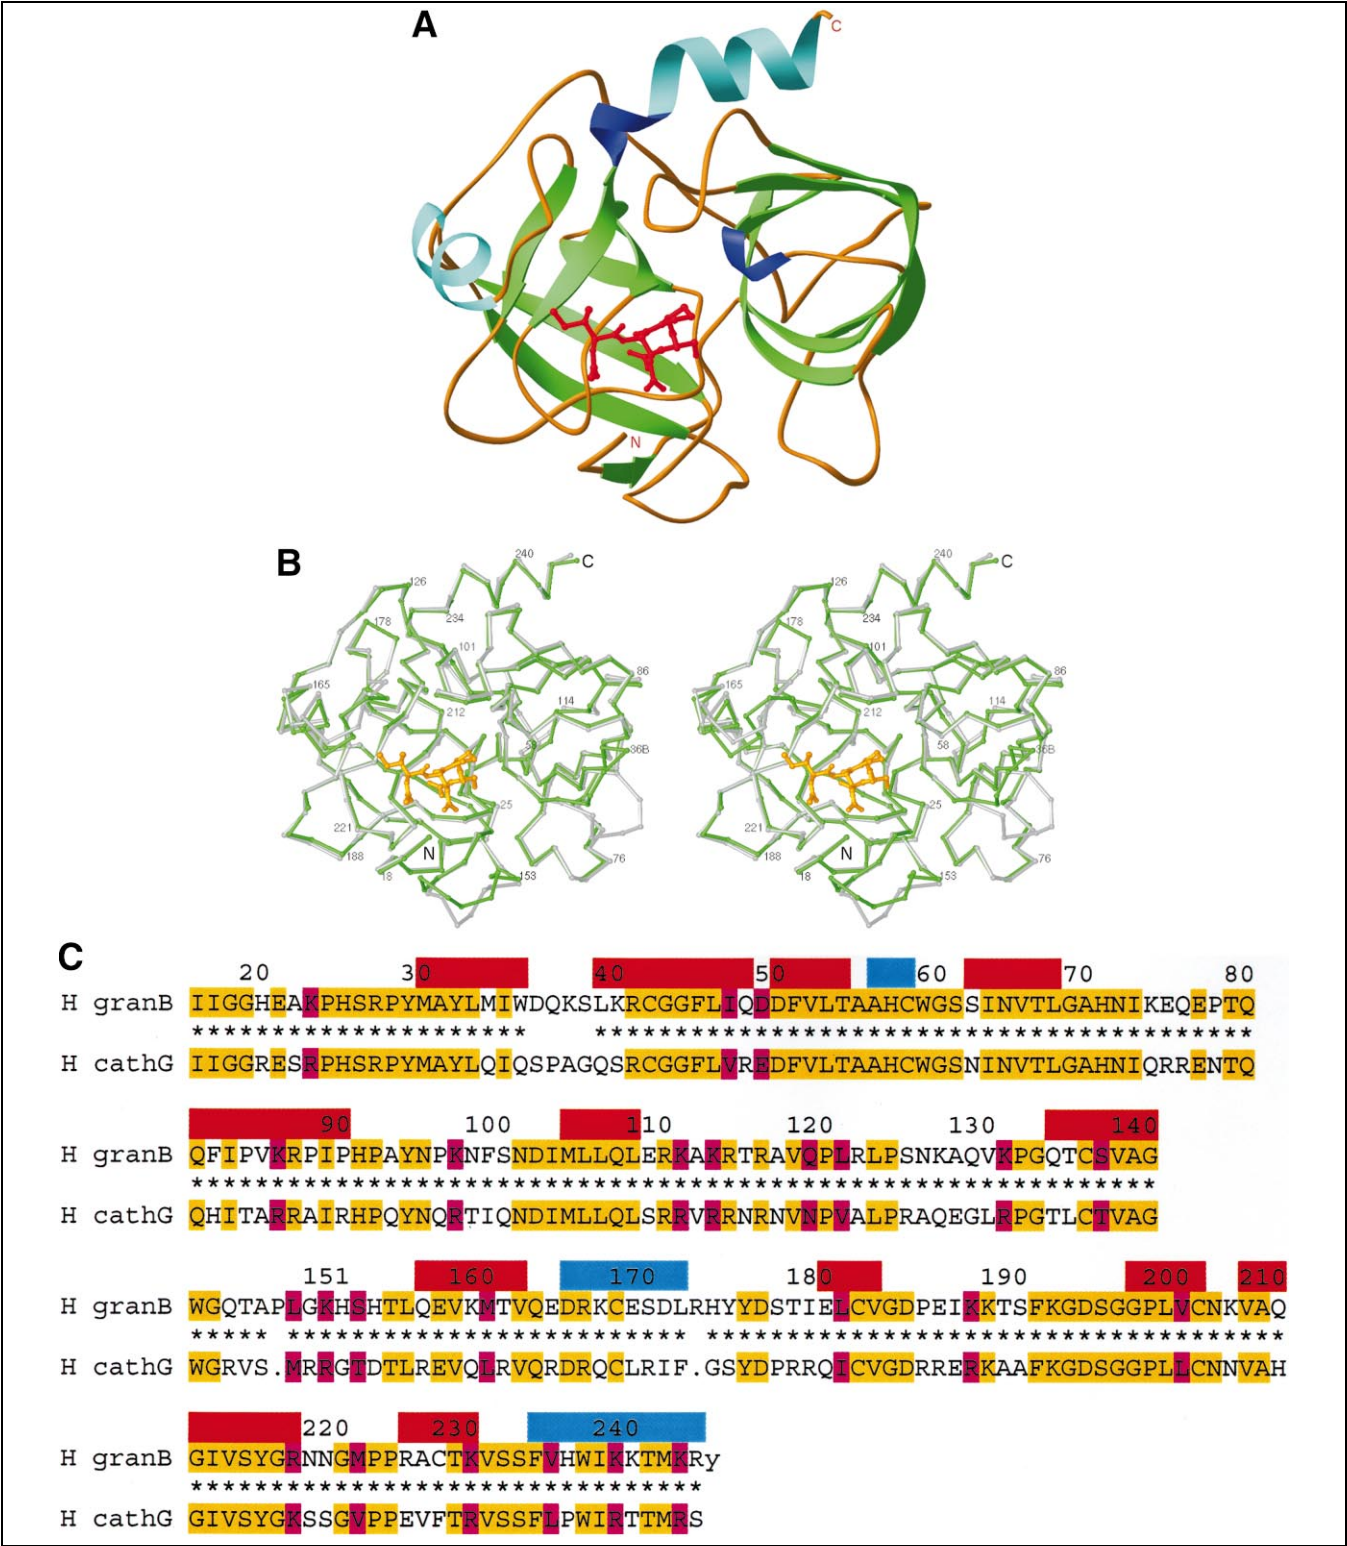 A
C
N
B
240 C 240 C
126 126
178 234 178 234
101 101
86 86
165 165
114 114
212 212
58 58
36B 36B
25 25
221 221
188 N 188 N
76 76
18 153 18 153
C
20 30 40 50 60 70 80
H granB IIGGHEAKPHSRPYMAYLMIWDQKSLKRCGGFLIQDDFVLTAAHCWGSSINVTLGAHNIKEQEPTQ
********************* *****************************************
H cathG IIGGRESRPHSRPYMAYLQIQSPAGQSRCGGFLVREDFVLTAAHCWGSNINVTLGAHNIQRRENTQ
90 100 110 120 130 140
H granB QFIPVKRPIPHPAYNPKNFSNDIMLLQLERKAKRTRAVQPLRLPSNKAQVKPGQTCSVAG
************************************************************
H cathG QHITARRAIRHPQYNQRTIQNDIMLLQLSRRVRRNRNVNPVALPRAQEGLRPGTLCTVAG
151 160 170 180 190 200 210
H granB WGQTAPLGKHSHTLQEVKMTVQEDRKCESDLRHYYDSTIELCVGDPEIKKTSFKGDSGGPLVCNKVAQ
***** ************************* ************************************
H cathG WGRVS.MRRGTDTLREVQLRVQRDRQCLRIF.GSYDPRRQICVGDRRERKAAFKGDSGGPLLCNNVAH
220 230 240
H granB GIVSYGRNNGMPPRACTKVSSFVHWIKKTMKRy
********************************
H cathG GIVSYGKSSGVPPEVFTRVSSFLPWIRTTMRS